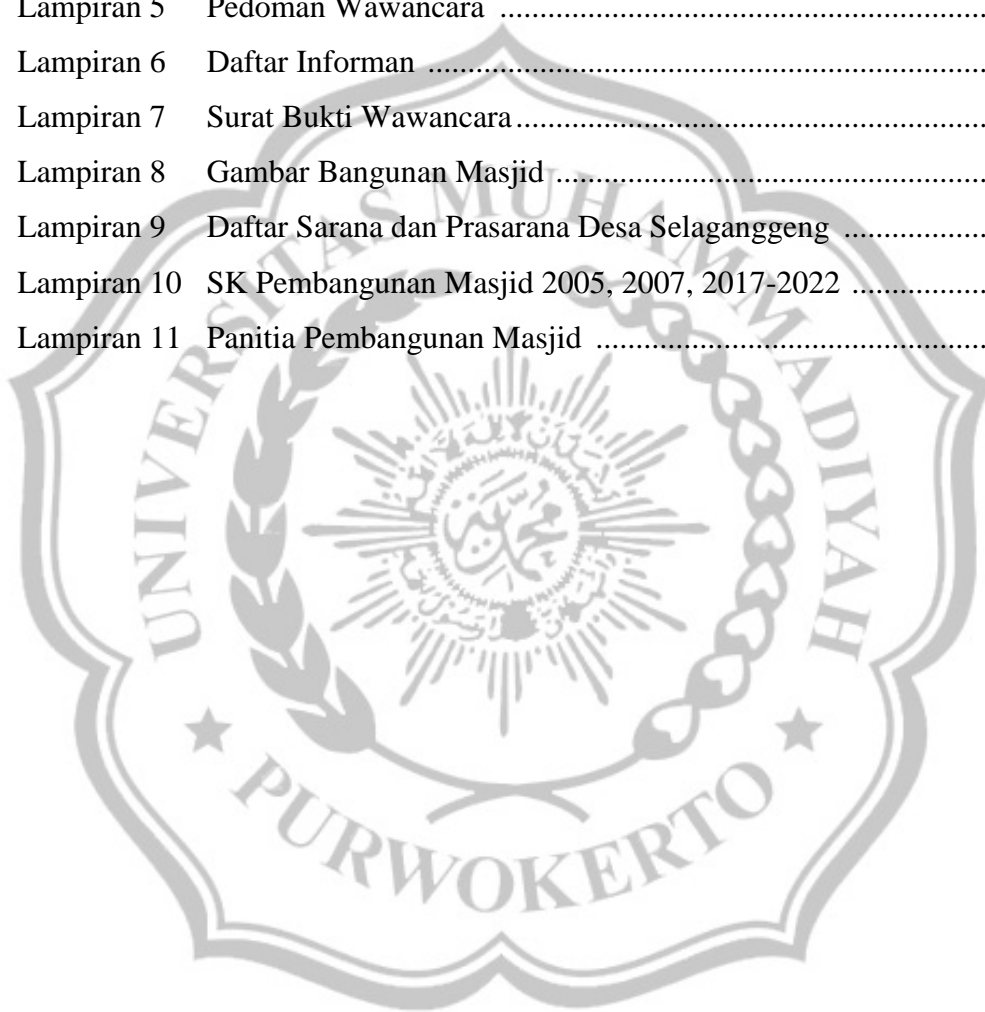 Lampiran 5 Pedoman Wawancara ..................................................
Lampiran 6 Daftar Informan ..................................................
Lampiran 7 Surat Bukti Wawancara ..................................................
Lampiran 8 Gambar Bangunan Masjid ..................................................
Lampiran 9 Daftar Sarana dan Prasarana Desa Selaganggeng ..................
Lampiran 10 SK Pembangunan Masjid 2005, 2007, 2017-2022 .................
Lampiran 11 Panitia Pembangunan Masjid ..................................................
UNIVERSITAS MUHAMMADIYAH
محمد
PURWOKERTO